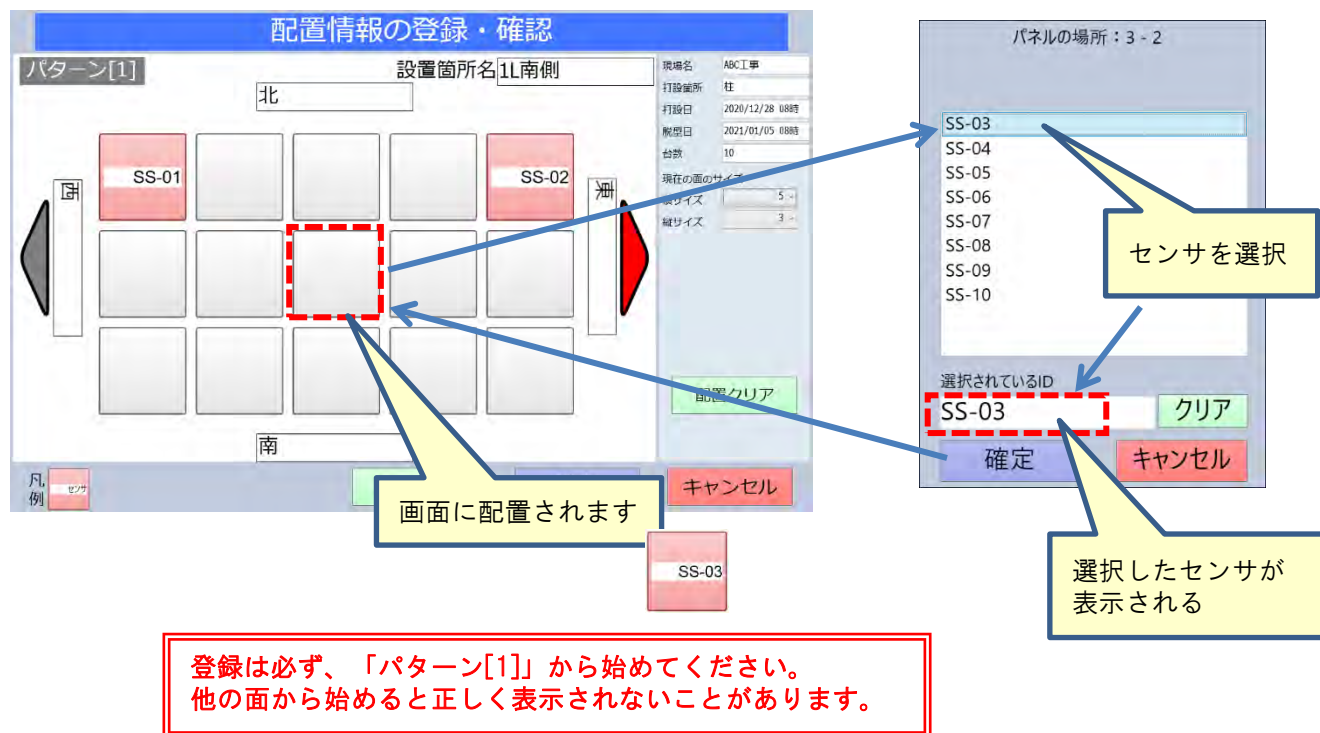 配置情報の登録・確認
パターン[1]
設置箇所名 1L南側
北
西
東
南
SS-01
SS-02
現場名 ABC工事
打設箇所 柱
打設日 2020/12/28 08時
脱型日 2021/01/05 08時
台数 10
現在の面のサイズ
横サイズ 5
縦サイズ 3
配置クリア
凡例
センサ
キャンセル
画面に配置されます
SS-03
パネルの場所：3 - 2
SS-03
SS-04
SS-05
SS-06
SS-07
SS-08
SS-09
SS-10
センサを選択
選択されているID
SS-03
クリア
確定
キャンセル
選択したセンサが
表示される
登録は必ず、「パターン[1]」から始めてください。
他の面から始めると正しく表示されないことがあります。